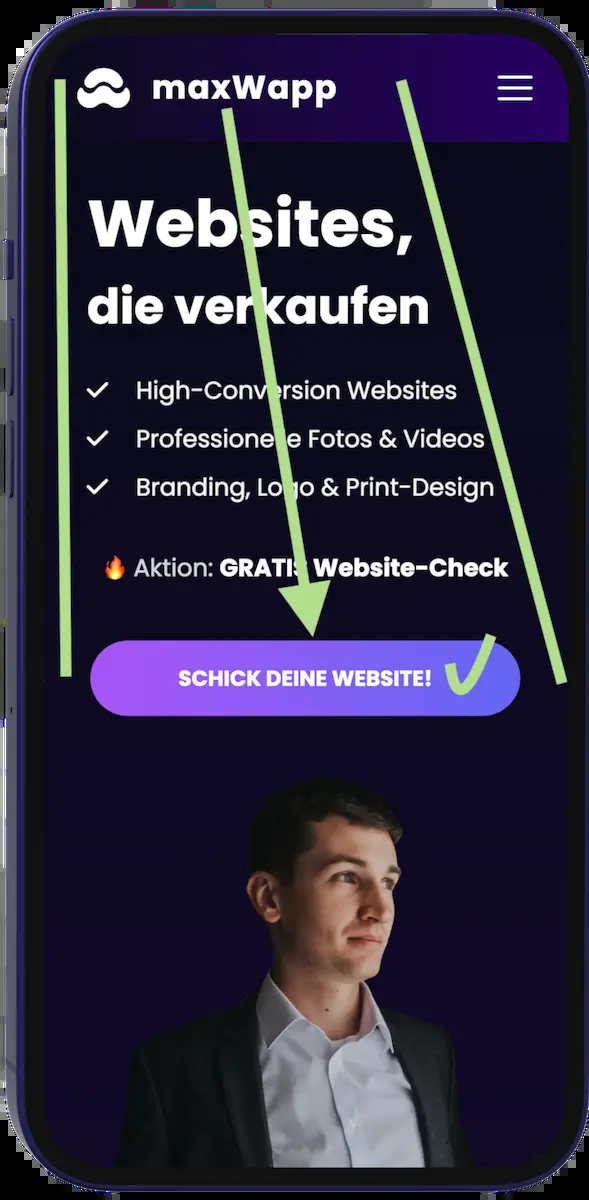 maxWapp
Websites,
die verkaufen
High-Conversion Websites
Professionelle Fotos & Videos
Branding, Logo & Print-Design
🔥 Aktion: GRATIS Website-Check
SCHICK DEINE WEBSITE!